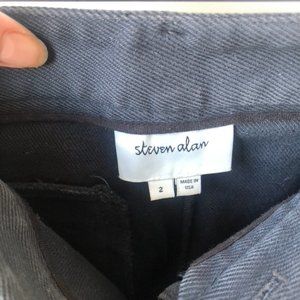 steven alan
2
MADE IN
USA